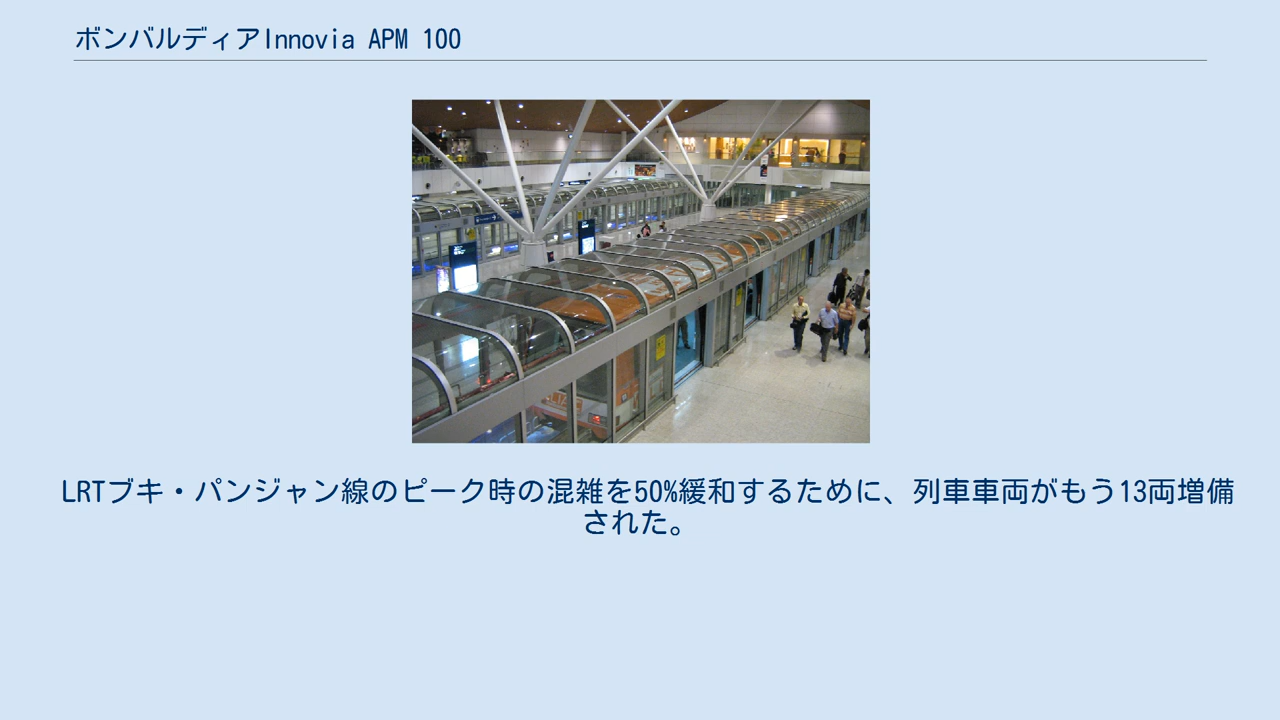 ボンバルディアInnovia APM 100
LRTブキ・パンジャン線のピーク時の混雑を50%緩和するために、列車車両がもう13両増備
された。